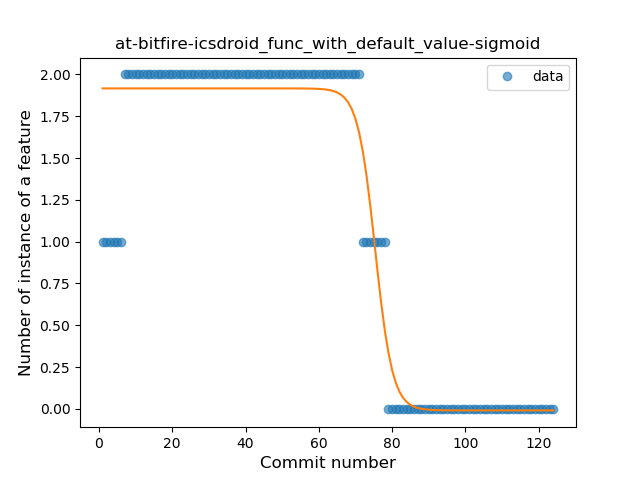 at-bitfire-icsdroid_func_with_default_value-sigmoid
data
Number of instance of a feature
2.00
1.75
1.50
1.25
1.00
0.75
0.50
0.25
0.00
0 20 40 60 80 100 120
Commit number